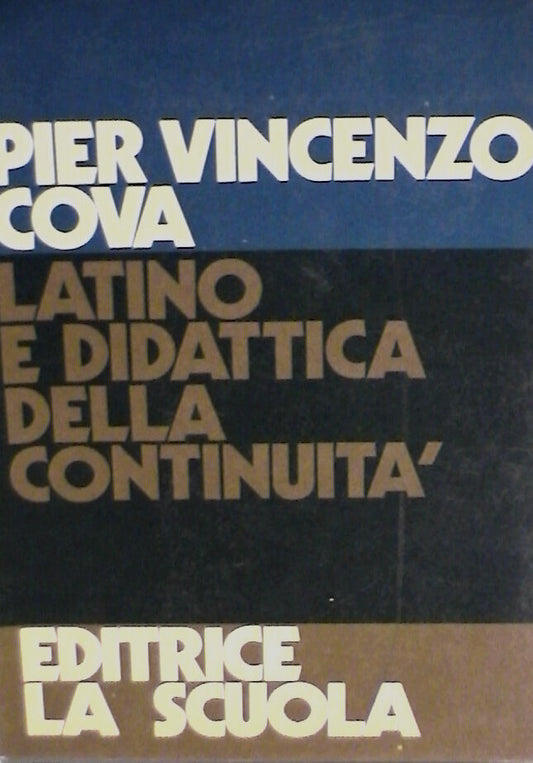 PIER VINCENZO
COVA
LATINO
E DIDATTICA
DELLA
CONTINUITA'
EDITRICE
LA SCUOLA